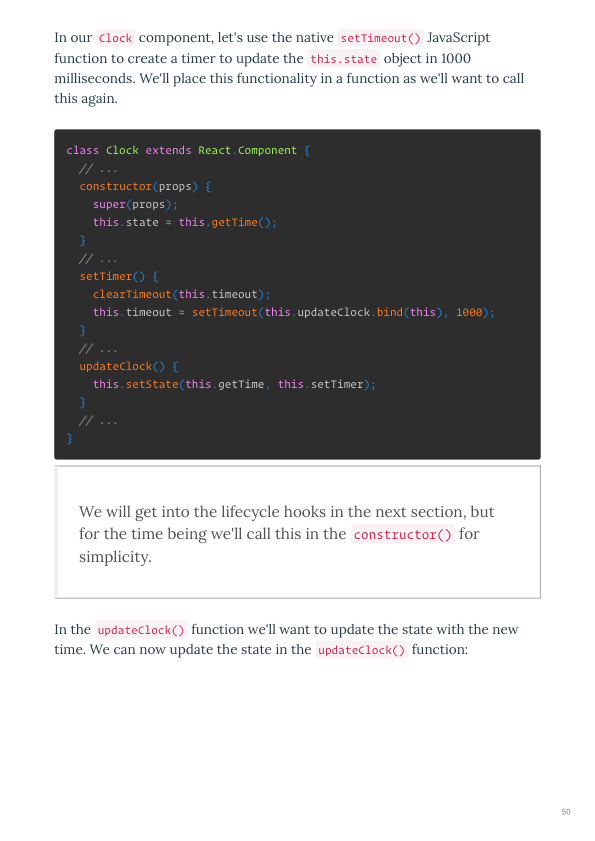 In our Clock component, let's use the native setTimeout() JavaScript
function to create a timer to update the this.state object in 1000
milliseconds. We'll place this functionality in a function as we'll want to call
this again.
class Clock extends React.Component {
  // ...
  constructor(props) {
    super(props);
    this.state = this.getTime();
  }
  // ...
  setTimer() {
    clearTimeout(this.timeout);
    this.timeout = setTimeout(this.updateClock.bind(this), 1000);
  }
  // ...
  updateClock() {
    this.setState(this.getTime, this.setTimer);
  }
  // ...
}
We will get into the lifecycle hooks in the next section, but
for the time being we'll call this in the constructor() for
simplicity.
In the updateClock() function we'll want to update the state with the new
time. We can now update the state in the updateClock() function:
50